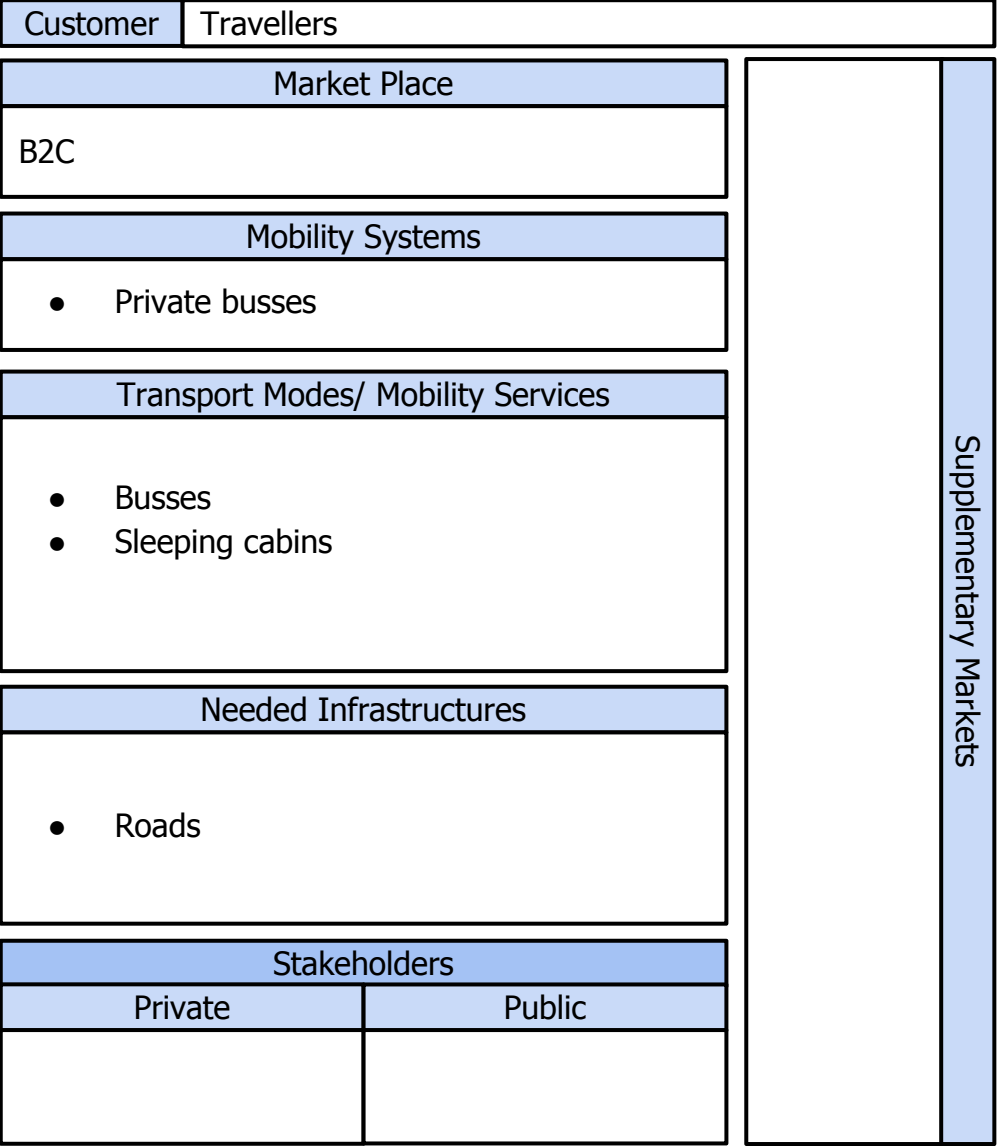 Customer
Travellers
Market Place
B2C
Mobility Systems
● Private busses
Transport Modes/ Mobility Services
● Busses
● Sleeping cabins
Needed Infrastructures
● Roads
Stakeholders
Private
Public
Supplementary Markets